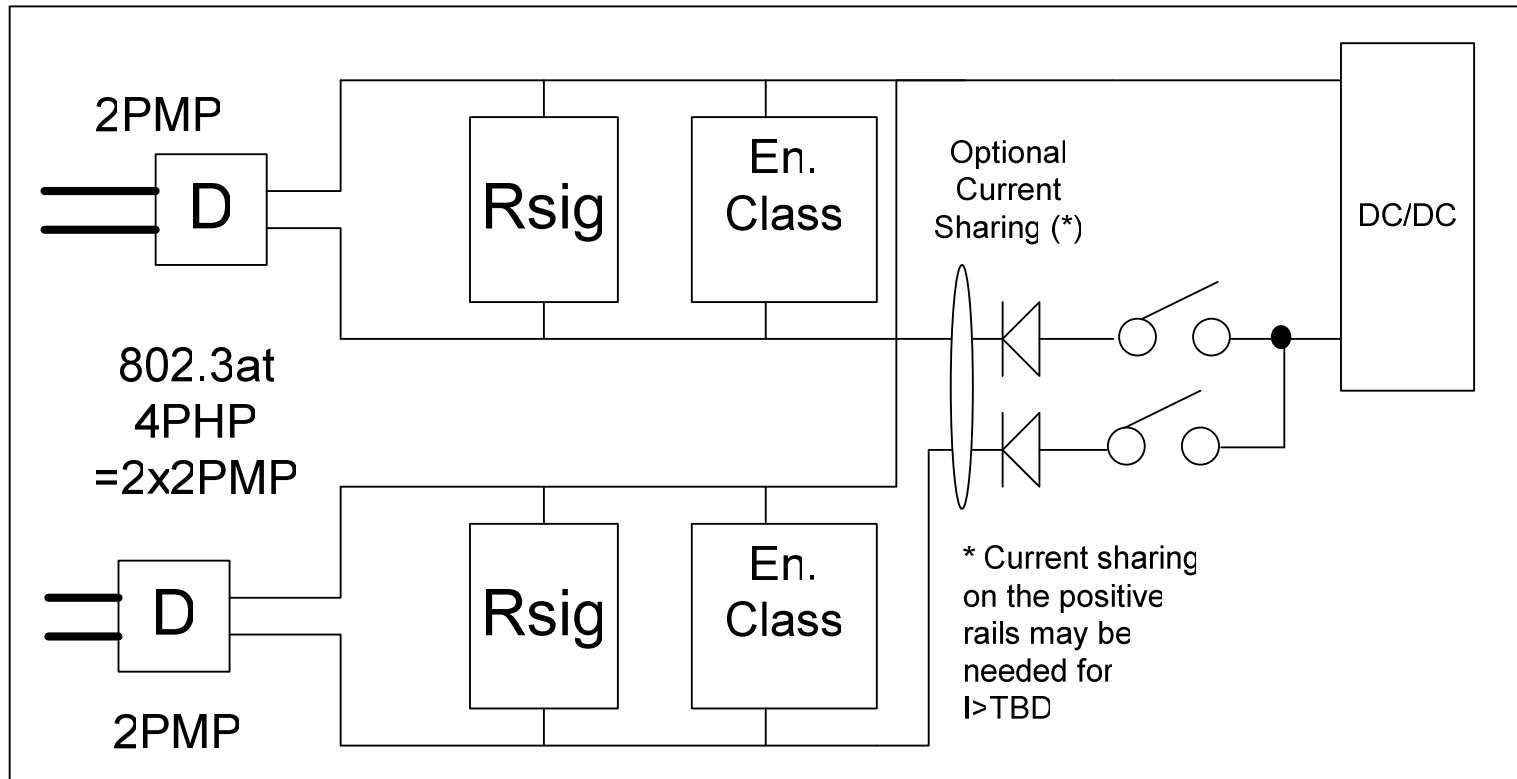 2PMP
D
Rsig
En.
Class
Optional
Current
Sharing (*)
DC/DC
802.3at
4PHP
=2x2PMP
D
2PMP
Rsig
En.
Class
* Current sharing
on the positive
rails may be
needed for
I>TBD